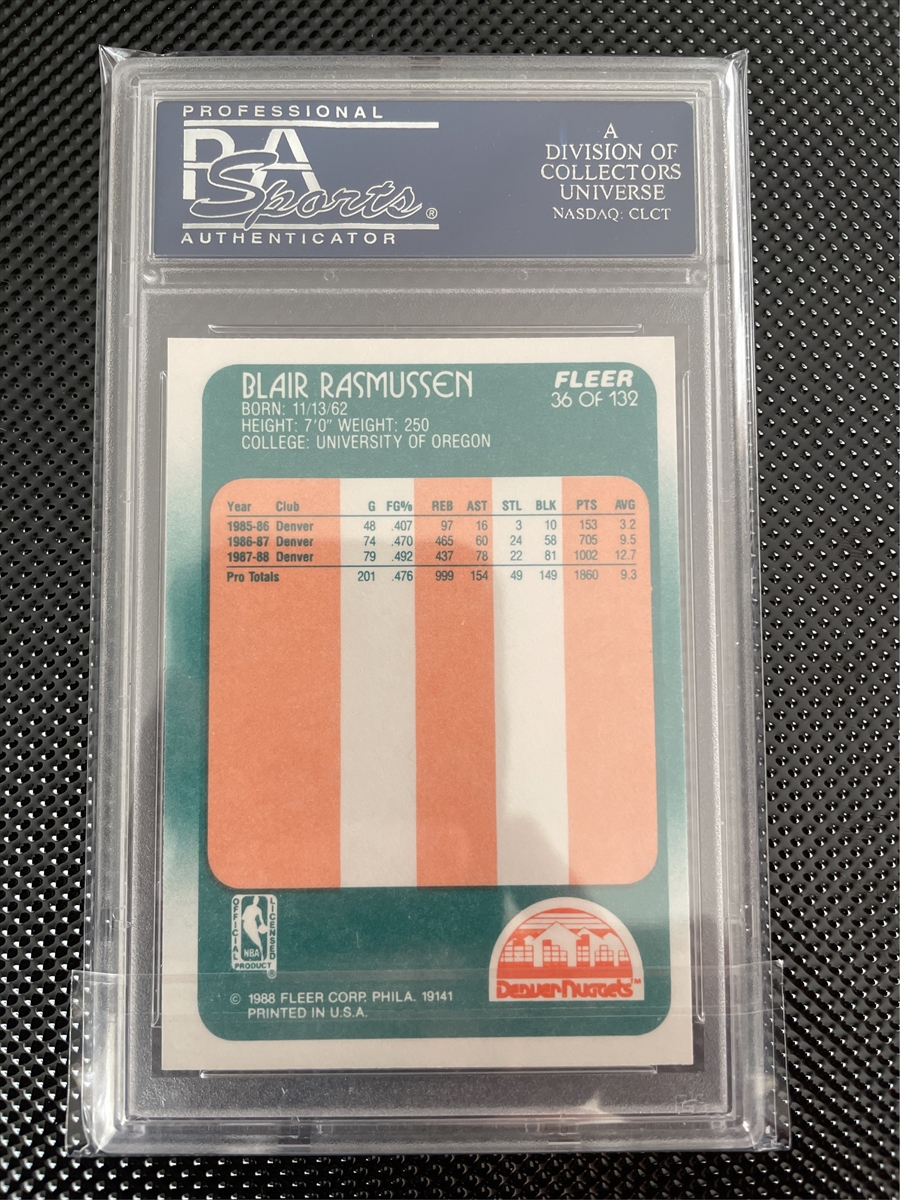 PROFESSIONAL
PSA
Sports®
AUTHENTICATOR
A
DIVISION OF
COLLECTORS
UNIVERSE
NASDAQ: CLCT
BLAIR RASMUSSEN
BORN: 11/13/62
HEIGHT: 7'0" WEIGHT: 250
COLLEGE: UNIVERSITY OF OREGON
FLEER
36 OF 132
Year Club G FG% REB AST STL BLK PTS AVG
1985-86 Denver 48 .407 97 16 3 10 153 3.2
1986-87 Denver 74 .470 465 60 24 58 705 9.5
1987-88 Denver 79 .492 437 78 22 81 1002 12.7
Pro Totals 201 .476 999 154 49 149 1860 9.3
OFFICIAL LICENSED
NBA
PRODUCT ®
Denver Nuggets™
© 1988 FLEER CORP. PHILA. 19141
PRINTED IN U.S.A.